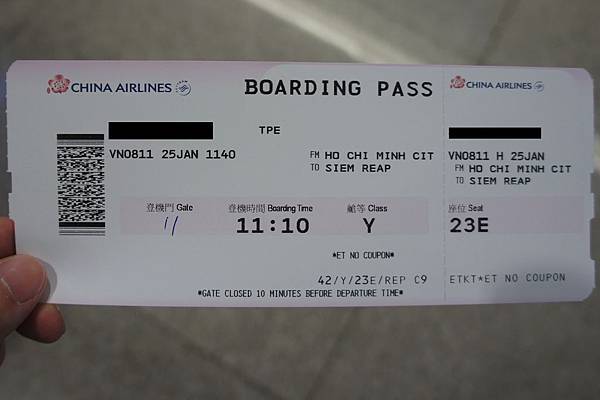 CHINA AIRLINES
BOARDING PASS
CHINA AIRLINES
TPE
VN0811 25JAN 1140
FM HO CHI MINH CIT
TO SIEM REAP
VN0811 H 25JAN
FM HO CHI MINH CIT
TO SIEM REAP
登機門 Gate
登機時間 Boarding Time
艙等 Class
座位 Seat
11
11:10
Y
23E
*ET NO COUPON*
42/Y/23E/REP C9
ETKT*ET NO COUPON
*GATE CLOSED 10 MINUTES BEFORE DEPARTURE TIME*